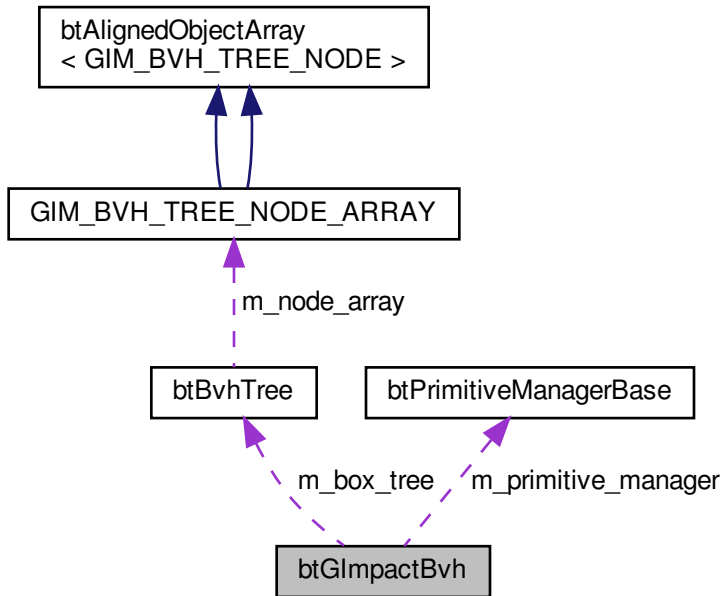 btAlignedObjectArray
< GIM_BVH_TREE_NODE >
GIM_BVH_TREE_NODE_ARRAY
m_node_array
btBvhTree
btPrimitiveManagerBase
m_box_tree
m_primitive_manager
btGImpactBvh